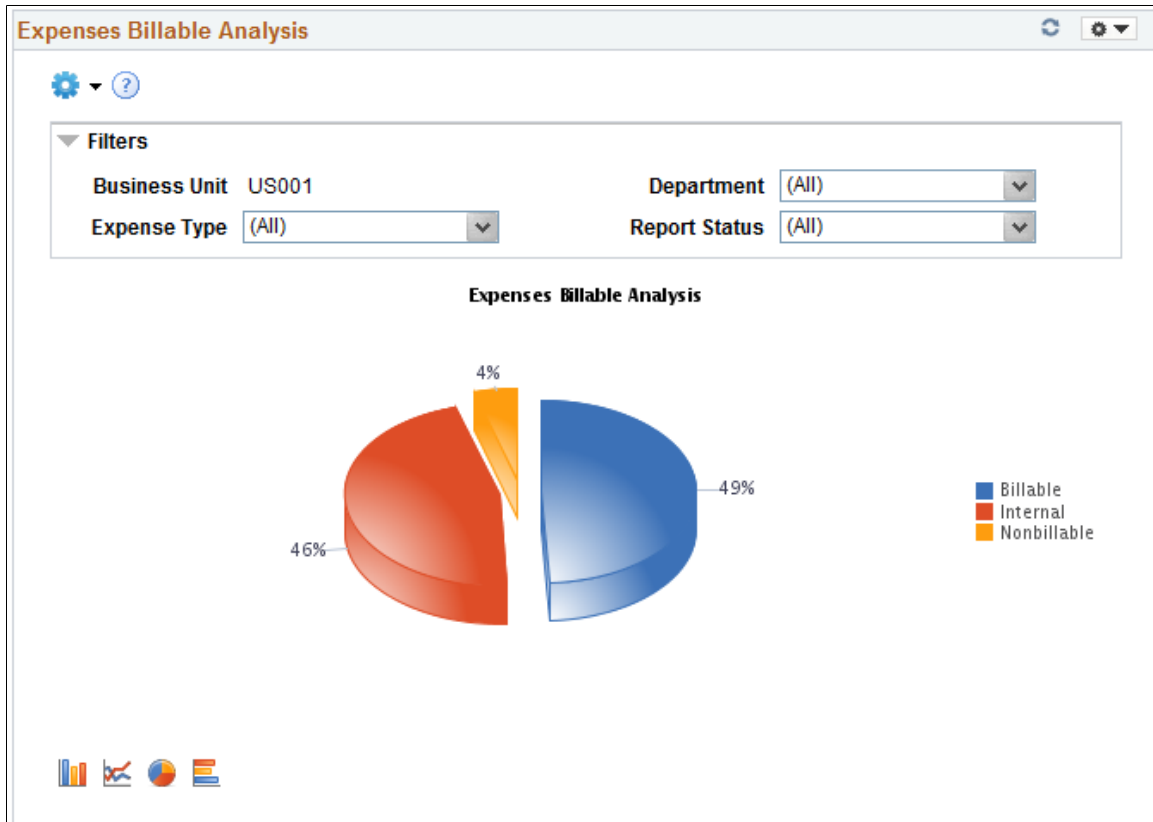 Expenses Billable Analysis
?
Filters
Business Unit US001 Department (All)
Expense Type (All) Report Status (All)
Expenses Billable Analysis
4%
49%
46%
Billable
Internal
Nonbillable